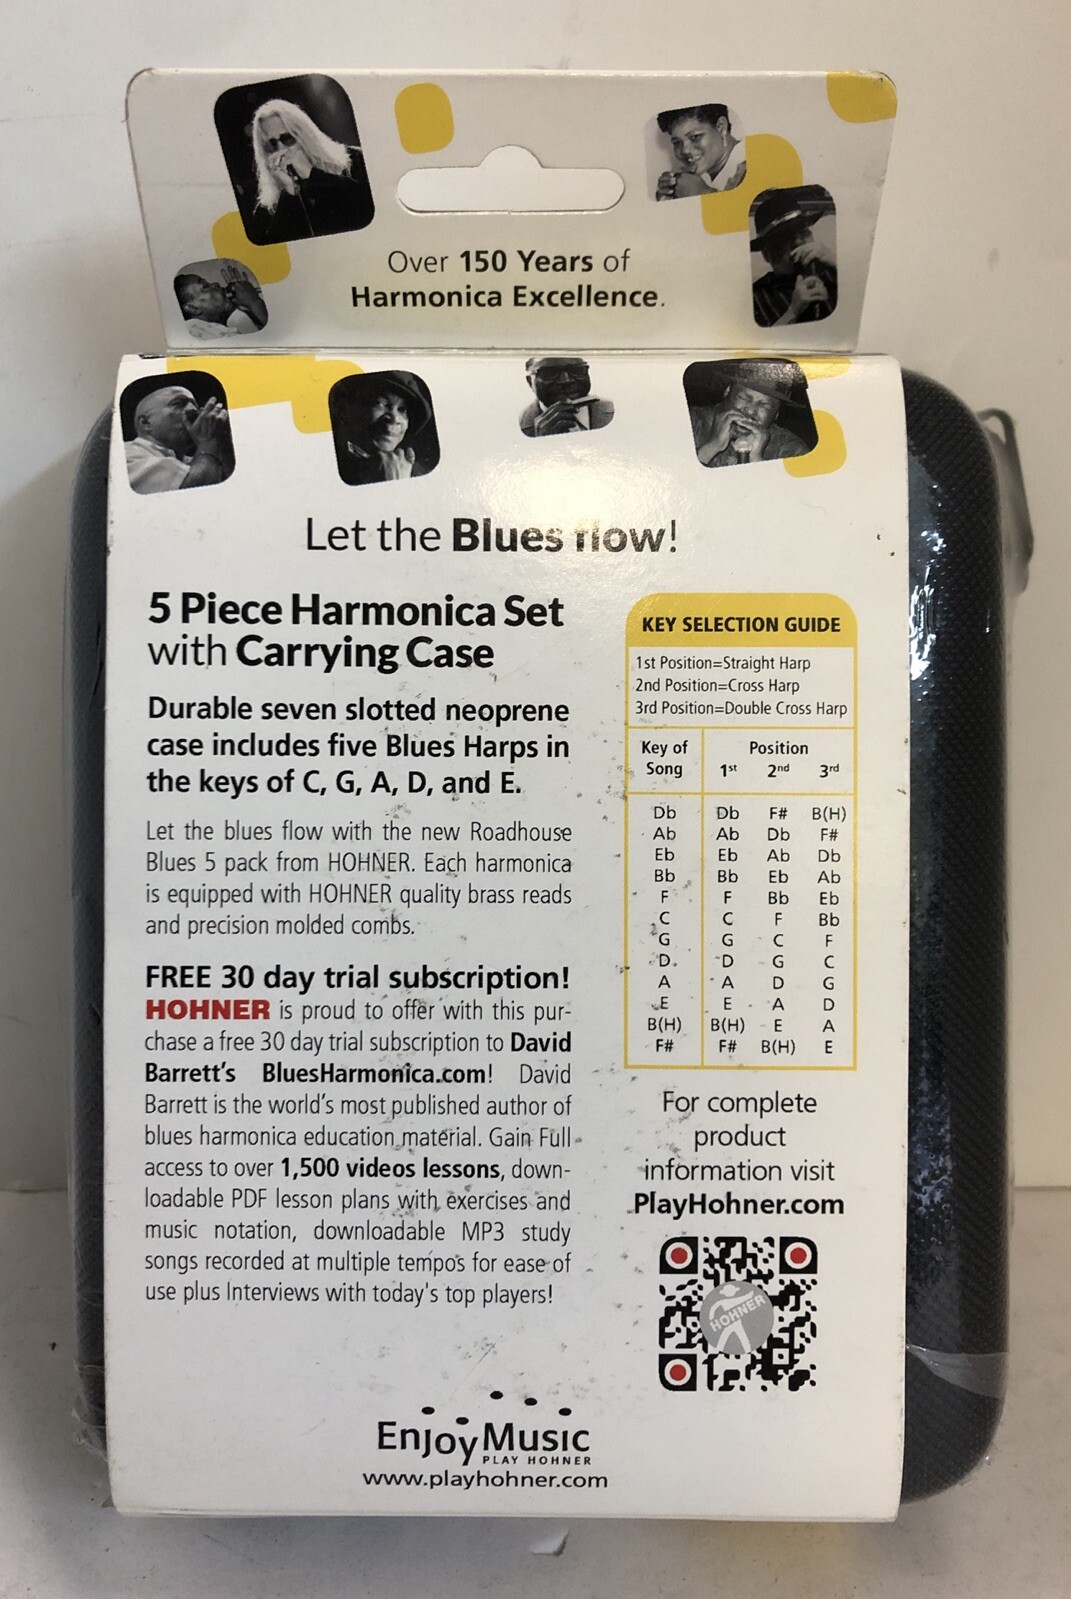 Over 150 Years of
Harmonica Excellence.
Let the Blues flow!
5 Piece Harmonica Set
with Carrying Case
Durable seven slotted neoprene
case includes five Blues Harps in
the keys of C, G, A, D, and E.
Let the blues flow with the new Roadhouse
Blues 5 pack from HOHNER. Each harmonica
is equipped with HOHNER quality brass reads
and precision molded combs.
FREE 30 day trial subscription!
HOHNER is proud to offer with this pur-
chase a free 30 day trial subscription to David
Barrett's BluesHarmonica.com! David
Barrett is the world's most published author of
blues harmonica education material. Gain Full
access to over 1,500 videos lessons, down-
loadable PDF lesson plans with exercises and
music notation, downloadable MP3 study
songs recorded at multiple tempos for ease of
use plus Interviews with today's top players!
KEY SELECTION GUIDE
1st Position=Straight Harp
2nd Position=Cross Harp
3rd Position=Double Cross Harp
Key of Position
Song 1st 2nd 3rd
Db Db F# B(H)
Ab Ab Db F#
Eb Eb Ab Db
Bb Bb Eb Ab
F F Bb Eb
C C F Bb
G G C F
D D G C
A A D G
E E A D
B(H) B(H) E A
F# F# B(H) E
For complete
product
information visit
PlayHohner.com
HOHNER
EnjoyMusic
PLAY HOHNER
www.playhohner.com